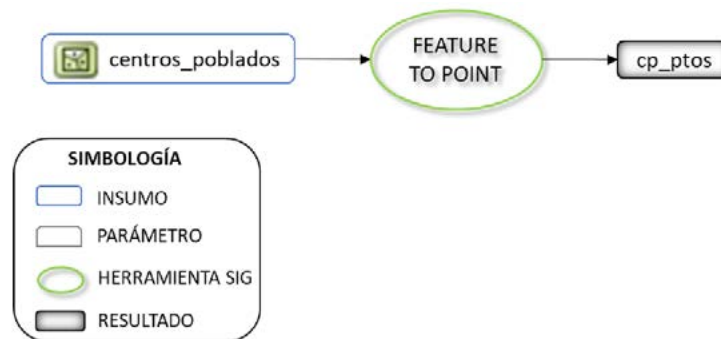 centros_poblados
FEATURE
TO POINT
cp_ptos
SIMBOLOGÍA
INSUMO
PARÁMETRO
HERRAMIENTA SIG
RESULTADO